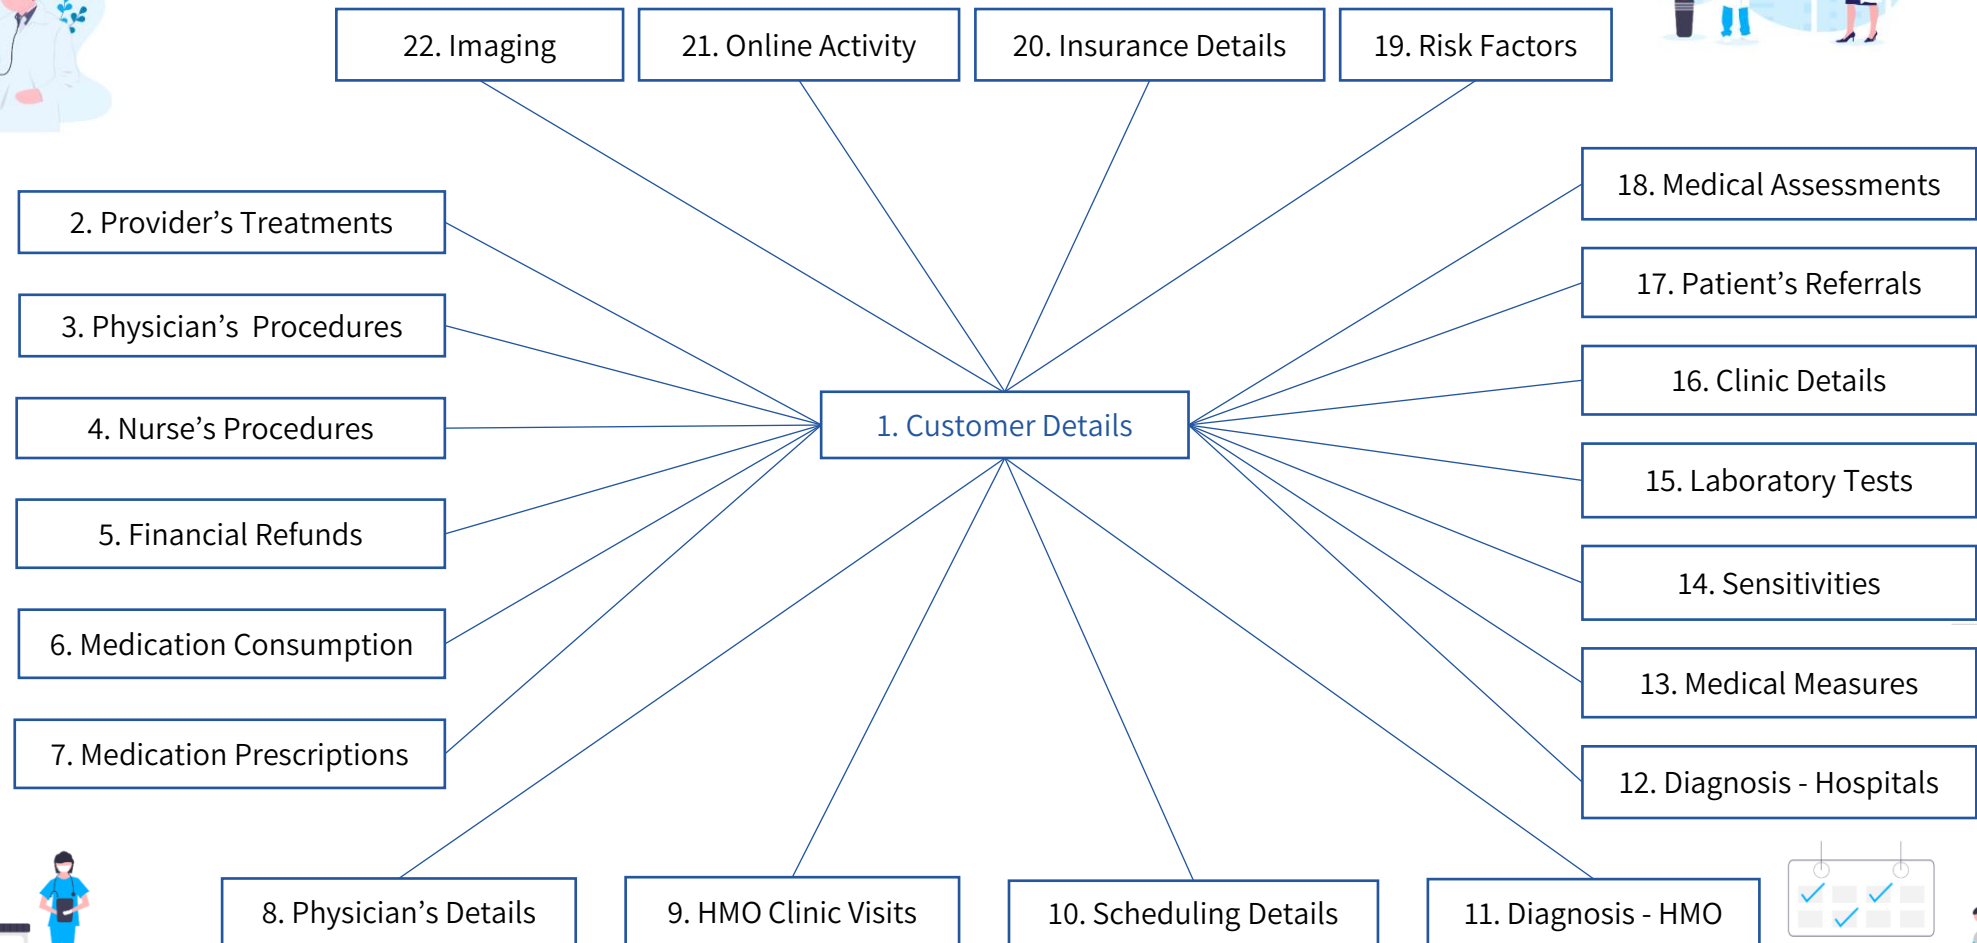 22. Imaging
21. Online Activity
20. Insurance Details
19. Risk Factors
18. Medical Assessments
2. Provider’s Treatments
17. Patient’s Referrals
3. Physician’s  Procedures
16. Clinic Details
1. Customer Details
4. Nurse’s Procedures
15. Laboratory Tests
5. Financial Refunds
14. Sensitivities
6. Medication Consumption
13. Medical Measures
7. Medication Prescriptions
12. Diagnosis - Hospitals
8. Physician’s Details
9. HMO Clinic Visits
10. Scheduling Details
11. Diagnosis - HMO